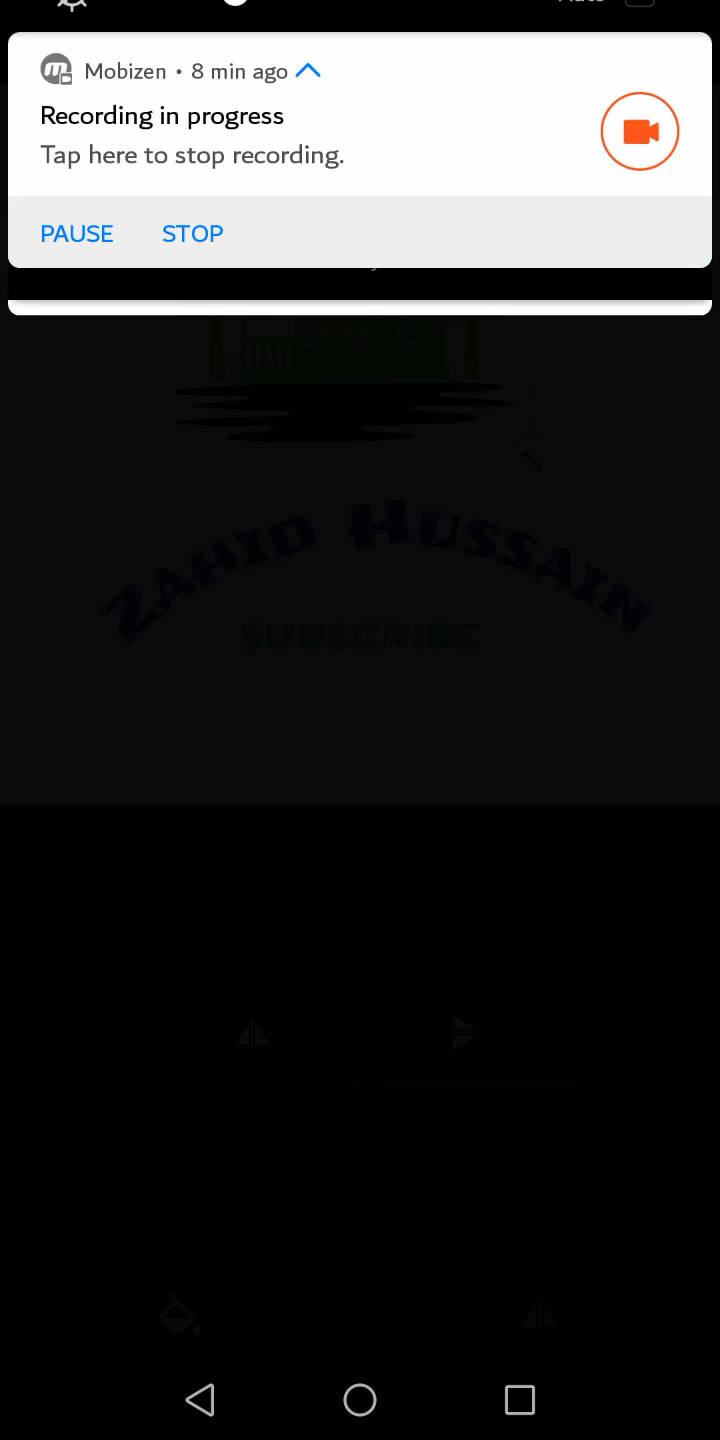 Mobizen • 8 min ago
Recording in progress
Tap here to stop recording.
PAUSE STOP
ZAHID HUSSAIN
SUBSCRIBE